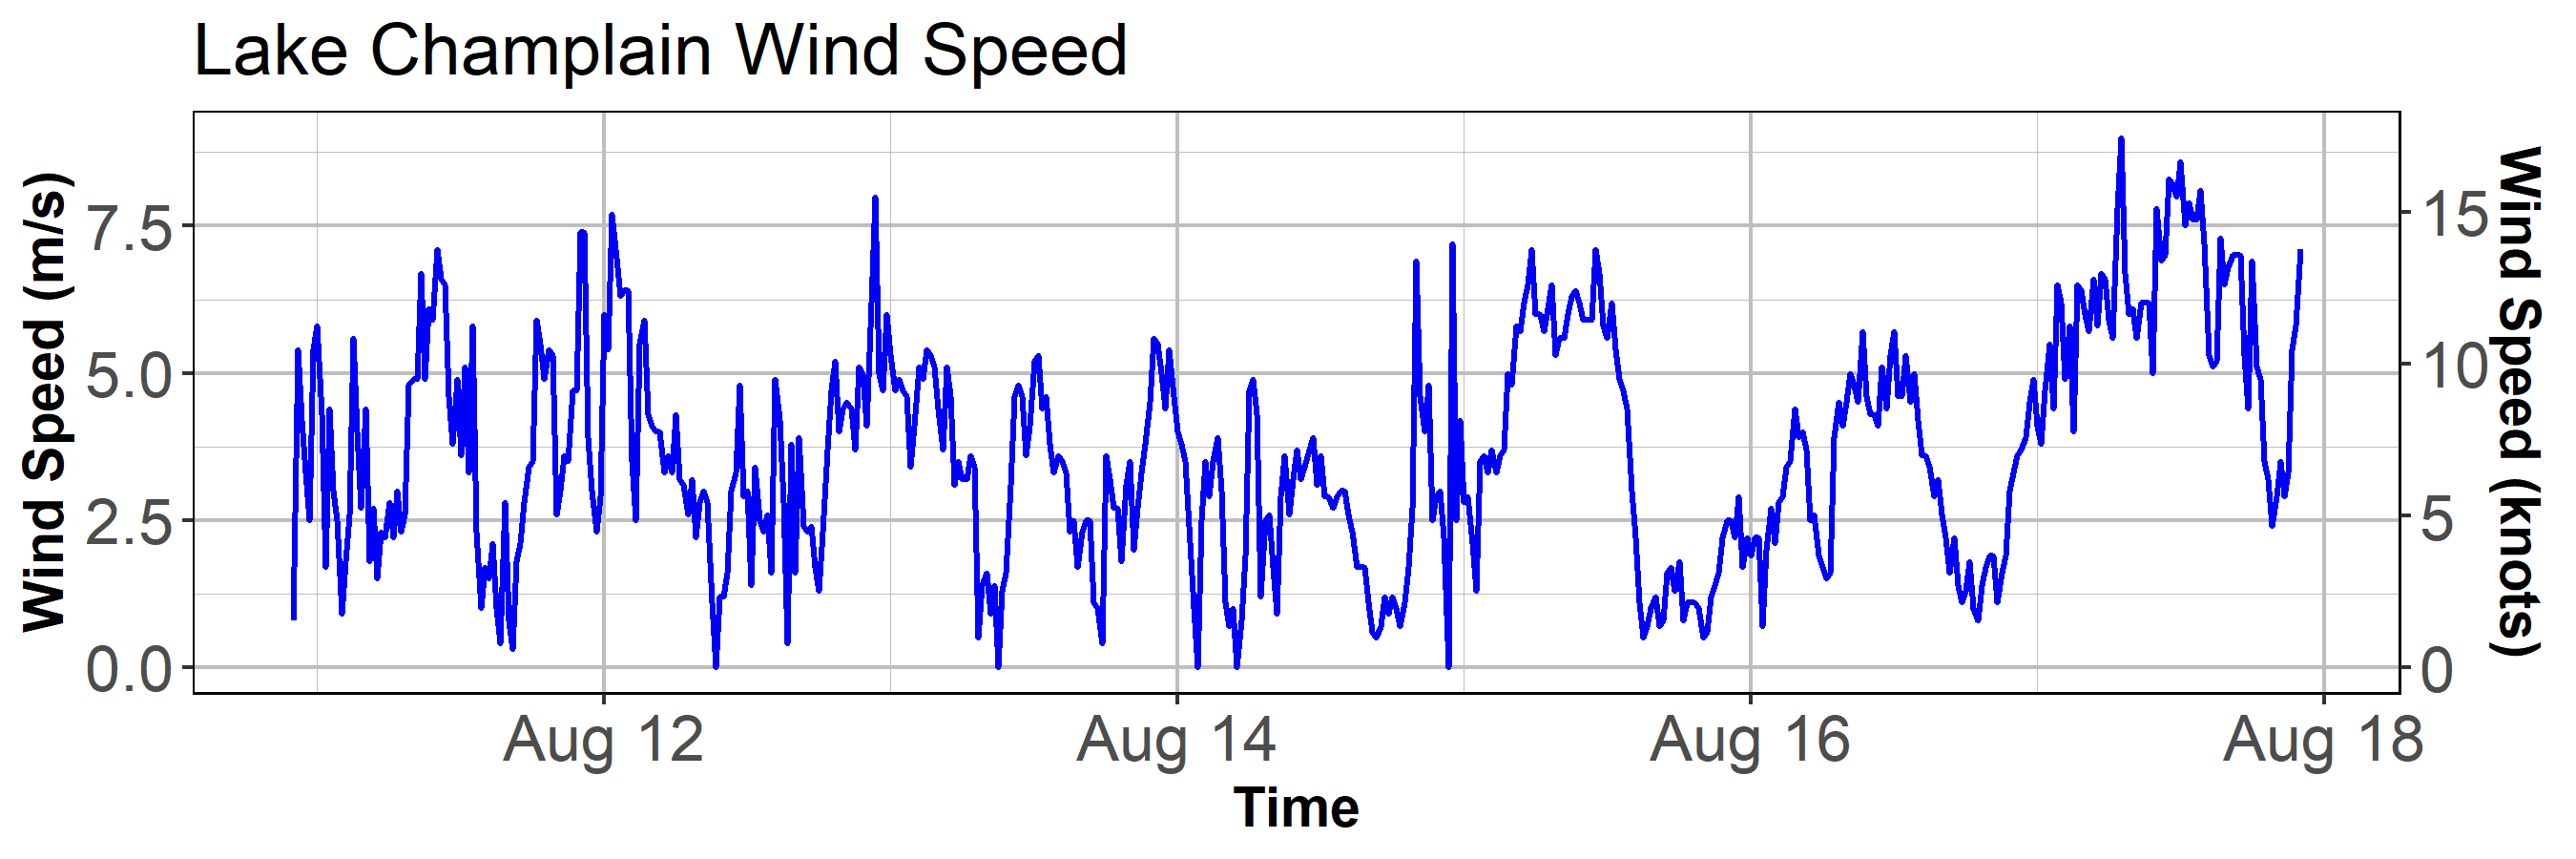 Lake Champlain Wind Speed
Wind Speed (m/s)
7.5
5.0
2.5
0.0
15
10
5
0
Wind Speed (knots)
Aug 12
Aug 14
Aug 16
Aug 18
Time